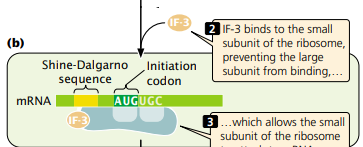 IF-3
2 IF-3 binds to the small
subunit of the ribosome,
preventing the large
subunit from binding,…
(b)
Shine-Dalgarno
sequence
Initiation
codon
mRNA
AUGUGC
IF-3
3 …which allows the small
subunit of the ribosome